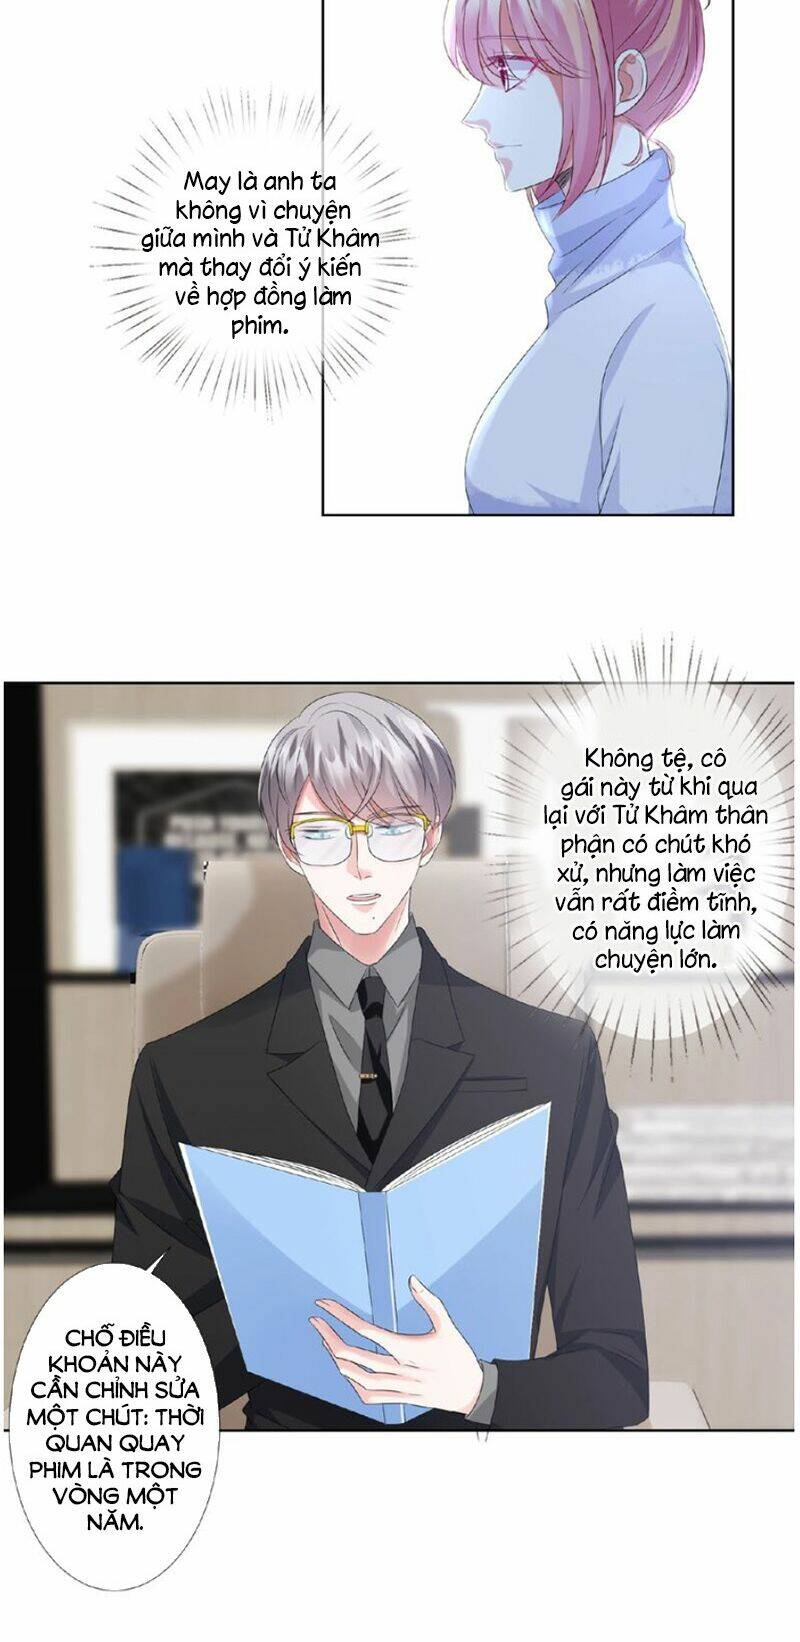 May là anh ta
không vì chuyện
giữa mình và Tử Khâm
mà thay đổi ý kiến
về hợp đồng làm
phim.
Không tệ, cô
gái này từ khi qua
lại với Tử Khâm thân
phận có chút khó
xử, nhưng làm việc
vẫn rất điềm tĩnh,
có năng lực làm
chuyện lớn.
CHỐ ĐIỀU
KHOẢN NÀY
CẦN CHỈNH SỬA
MỘT CHÚT: THỜI
QUAN QUAY
PHIM LÀ TRONG
VÒNG MỘT
NĂM.